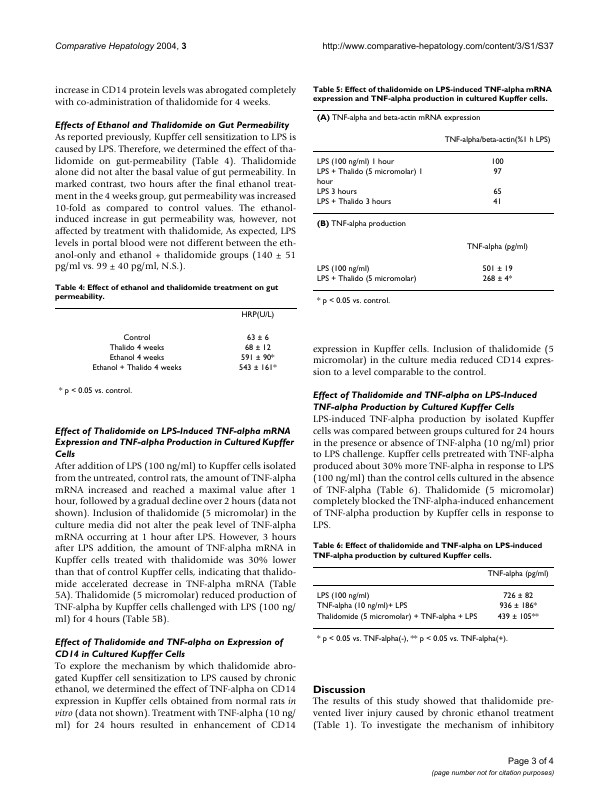 Comparative Hepatology 2004, 3
http://www.comparative-hepatology.com/content/3/S1/S37
increase in CD14 protein levels was abrogated completely
with co-administration of thalidomide for 4 weeks.
Effects of Ethanol and Thalidomide on Gut Permeability
As reported previously, Kupffer cell sensitization to LPS is
caused by LPS. Therefore, we determined the effect of tha-
lidomide on gut-permeability (Table 4). Thalidomide
alone did not alter the basal value of gut permeability. In
marked contrast, two hours after the final ethanol treat-
ment in the 4 weeks group, gut permeability was increased
10-fold as compared to control values. The ethanol-
induced increase in gut permeability was, however, not
affected by treatment with thalidomide, As expected, LPS
levels in portal blood were not different between the eth-
anol-only and ethanol + thalidomide groups (140 ± 51
pg/ml vs. 99 ± 40 pg/ml, N.S.).
Table 4: Effect of ethanol and thalidomide treatment on gut
permeability.
HRP(U/L)
Control 63 ± 6
Thalido 4 weeks 68 ± 12
Ethanol 4 weeks 591 ± 90*
Ethanol + Thalido 4 weeks 543 ± 161*
* p < 0.05 vs. control.
Effect of Thalidomide on LPS-Induced TNF-alpha mRNA
Expression and TNF-alpha Production in Cultured Kupffer
Cells
After addition of LPS (100 ng/ml) to Kupffer cells isolated
from the untreated, control rats, the amount of TNF-alpha
mRNA increased and reached a maximal value after 1
hour, followed by a gradual decline over 2 hours (data not
shown). Inclusion of thalidomide (5 micromolar) in the
culture media did not alter the peak level of TNF-alpha
mRNA occurring at 1 hour after LPS. However, 3 hours
after LPS addition, the amount of TNF-alpha mRNA in
Kupffer cells treated with thalidomide was 30% lower
than that of control Kupffer cells, indicating that thalido-
mide accelerated decrease in TNF-alpha mRNA (Table
5A). Thalidomide (5 micromolar) reduced production of
TNF-alpha by Kupffer cells challenged with LPS (100 ng/
ml) for 4 hours (Table 5B).
Effect of Thalidomide and TNF-alpha on Expression of
CD14 in Cultured Kupffer Cells
To explore the mechanism by which thalidomide abro-
gated Kupffer cell sensitization to LPS caused by chronic
ethanol, we determined the effect of TNF-alpha on CD14
expression in Kupffer cells obtained from normal rats in
vitro (data not shown). Treatment with TNF-alpha (10 ng/
ml) for 24 hours resulted in enhancement of CD14
Table 5: Effect of thalidomide on LPS-induced TNF-alpha mRNA
expression and TNF-alpha production in cultured Kupffer cells.
(A) TNF-alpha and beta-actin mRNA expression
TNF-alpha/beta-actin(%1 h LPS)
LPS (100 ng/ml) 1 hour 100
LPS + Thalido (5 micromolar) 1 97
hour
LPS 3 hours 65
LPS + Thalido 3 hours 41
(B) TNF-alpha production
TNF-alpha (pg/ml)
LPS (100 ng/ml) 501 ± 19
LPS + Thalido (5 micromolar) 268 ± 4*
* p < 0.05 vs. control.
expression in Kupffer cells. Inclusion of thalidomide (5
micromolar) in the culture media reduced CD14 expres-
sion to a level comparable to the control.
Effect of Thalidomide and TNF-alpha on LPS-Induced
TNF-alpha Production by Cultured Kupffer Cells
LPS-induced TNF-alpha production by isolated Kupffer
cells was compared between groups cultured for 24 hours
in the presence or absence of TNF-alpha (10 ng/ml) prior
to LPS challenge. Kupffer cells pretreated with TNF-alpha
produced about 30% more TNF-alpha in response to LPS
(100 ng/ml) than the control cells cultured in the absence
of TNF-alpha (Table 6). Thalidomide (5 micromolar)
completely blocked the TNF-alpha-induced enhancement
of TNF-alpha production by Kupffer cells in response to
LPS.
Table 6: Effect of thalidomide and TNF-alpha on LPS-induced
TNF-alpha production by cultured Kupffer cells.
TNF-alpha (pg/ml)
LPS (100 ng/ml) 726 ± 82
TNF-alpha (10 ng/ml)+ LPS 936 ± 186*
Thalidomide (5 micromolar) + TNF-alpha + LPS 439 ± 105**
* p < 0.05 vs. TNF-alpha(-), ** p < 0.05 vs. TNF-alpha(+).
Discussion
The results of this study showed that thalidomide pre-
vented liver injury caused by chronic ethanol treatment
(Table 1). To investigate the mechanism of inhibitory
Page 3 of 4
(page number not for citation purposes)